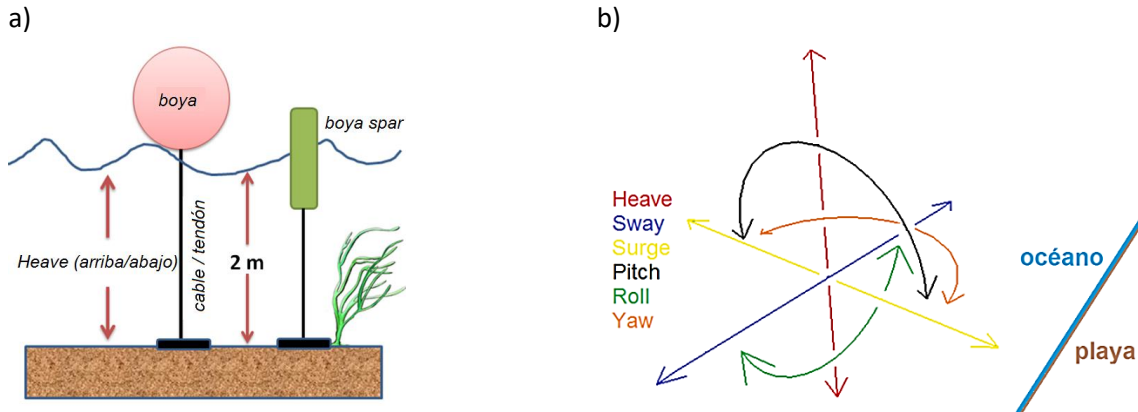 a)
boya
boya spar
Heave (arriba/abajo)
cable / tendón
2 m
b)
Heave
Sway
Surge
Pitch
Roll
Yaw
océano
playa